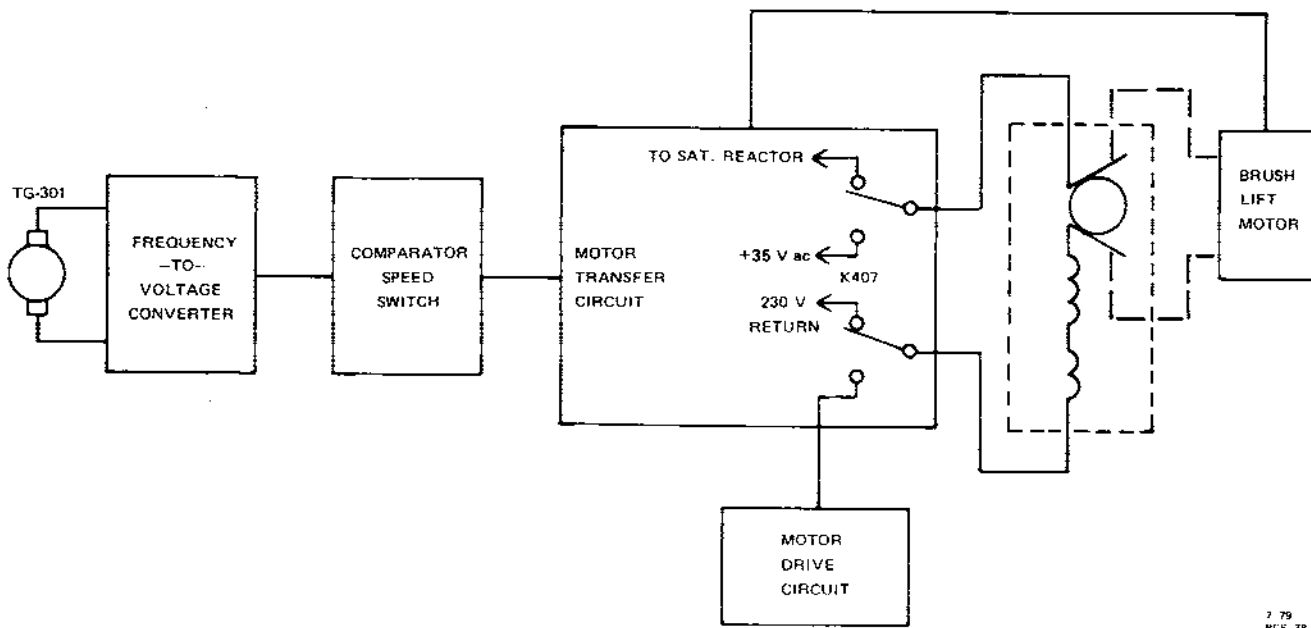 TG-301
FREQUENCY
-TO-
VOLTAGE
CONVERTER
COMPARATOR
SPEED
SWITCH
MOTOR
TRANSFER
CIRCUIT
TO SAT. REACTOR
+35 V ac
K407
230 V
RETURN
BRUSH
LIFT
MOTOR
MOTOR
DRIVE
CIRCUIT
7 79